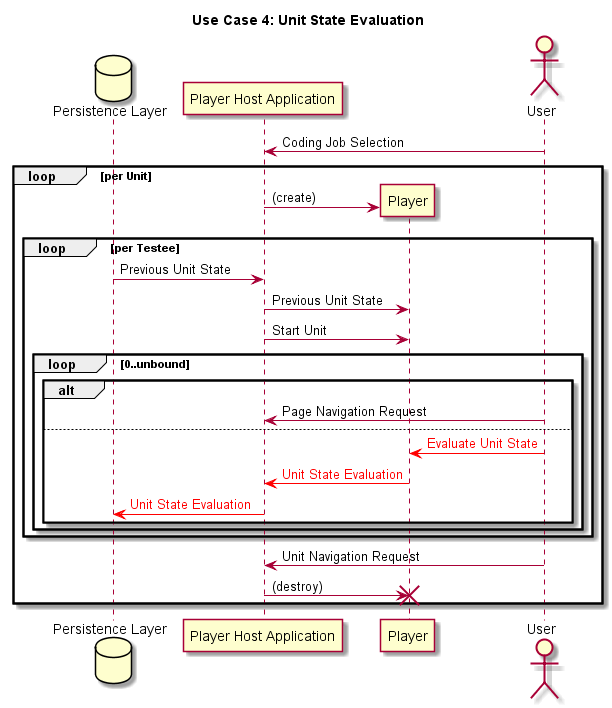 Use Case 4: Unit State Evaluation
Persistence Layer
Player Host Application
User
Coding Job Selection
loop [per Unit]
(create)
Player
loop [per Testee]
Previous Unit State
Previous Unit State
Start Unit
loop [0..unbound]
alt
Page Navigation Request
Evaluate Unit State
Unit State Evaluation
Unit State Evaluation
Unit Navigation Request
(destroy)
Persistence Layer
Player Host Application
Player
User